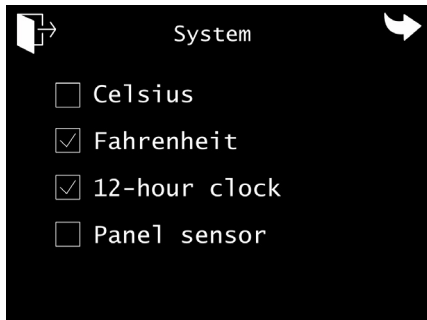 System
Celsius
Fahrenheit
12-hour clock
Panel sensor